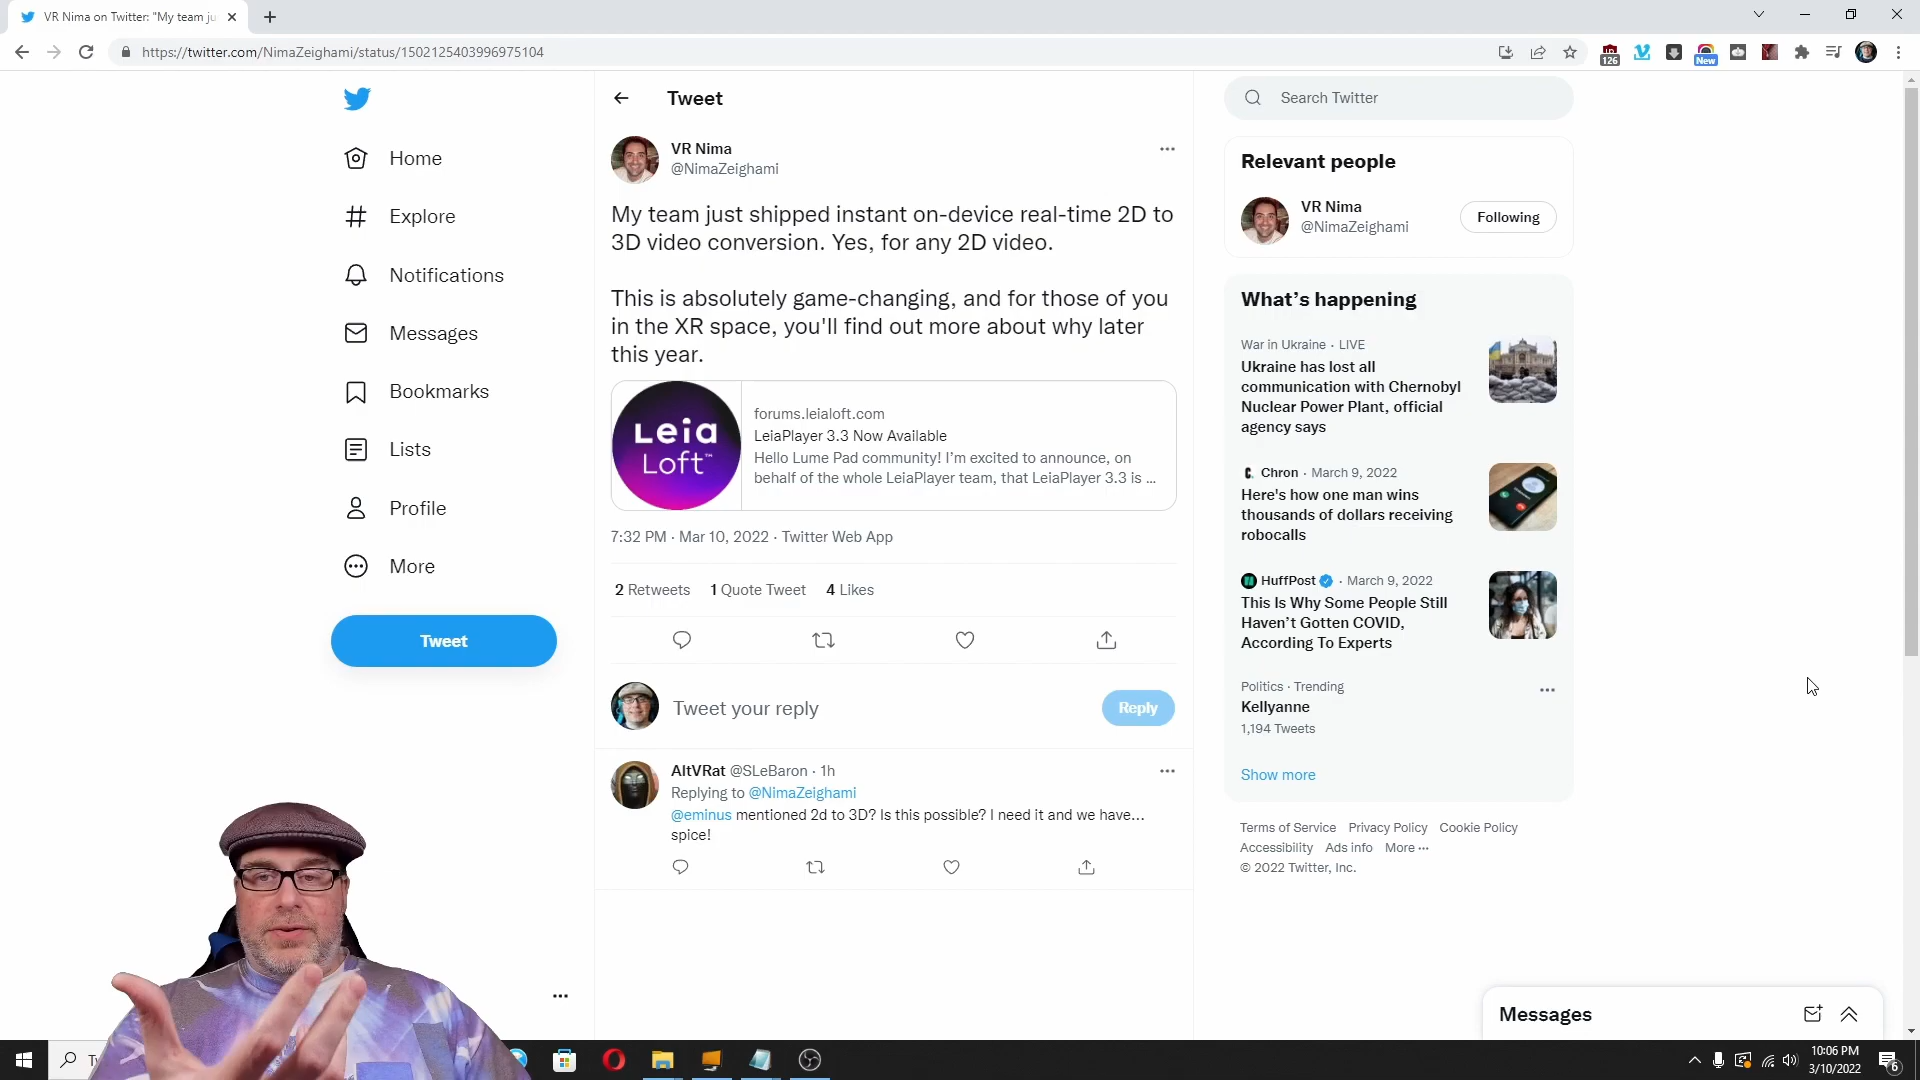 VR Nima on Twitter: "My team ju
https://twitter.com/NimaZeighami/status/1502125403996975104
126
New
Home
Explore
Notifications
Messages
Bookmarks
Lists
Profile
More
Tweet
Tweet
VR Nima
@NimaZeighami
My team just shipped instant on-device real-time 2D to
3D video conversion. Yes, for any 2D video.
This is absolutely game-changing, and for those of you
in the XR space, you'll find out more about why later
this year.
Leia
Loft™
forums.leialoft.com
LeiaPlayer 3.3 Now Available
Hello Lume Pad community! I'm excited to announce, on
behalf of the whole LeiaPlayer team, that LeiaPlayer 3.3 is ...
7:32 PM · Mar 10, 2022 · Twitter Web App
2 Retweets 1 Quote Tweet 4 Likes
Tweet your reply
Reply
AltVRat @SLeBaron · 1h
Replying to @NimaZeighami
@eminus mentioned 2d to 3D? Is this possible? I need it and we have...
spice!
Search Twitter
Relevant people
VR Nima
@NimaZeighami
Following
What's happening
War in Ukraine · LIVE
Ukraine has lost all
communication with Chernobyl
Nuclear Power Plant, official
agency says
Chron · March 9, 2022
Here's how one man wins
thousands of dollars receiving
robocalls
HuffPost · March 9, 2022
This Is Why Some People Still
Haven't Gotten COVID,
According To Experts
Politics · Trending
Kellyanne
1,194 Tweets
Show more
Terms of Service Privacy Policy Cookie Policy
Accessibility Ads info More ···
© 2022 Twitter, Inc.
Messages
10:06 PM
3/10/2022
6